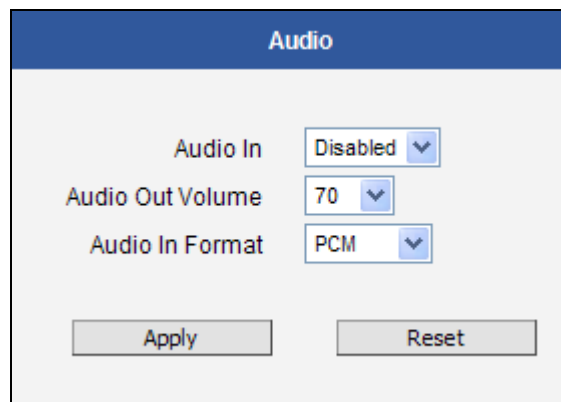 Audio
Audio In Disabled
Audio Out Volume 70
Audio In Format PCM
Apply Reset